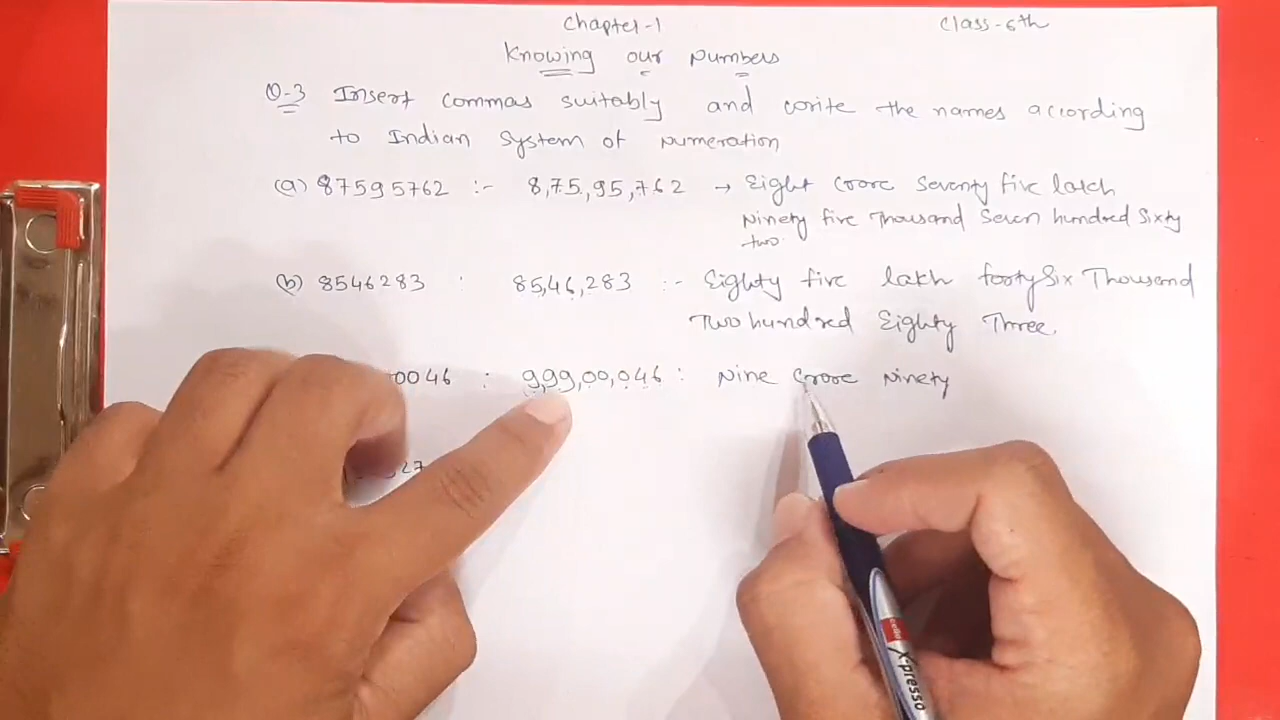 Chapter-1
Class-6th
Knowing our Numbers
Q-3 Insert commas suitably and write the names according
to Indian System of Numeration
(a) 87595762 :- 8,75,95,762 → Eight Crore Seventy five lakh
Ninety five Thousand Seven hundred Sixty
two.
(b) 8546283 : 85,46,283 :- Eighty five lakh forty Six Thousand
Two hundred Eighty Three.
0046 : 9,99,00,046 : Nine Crore Ninety
27
cello
X-presso